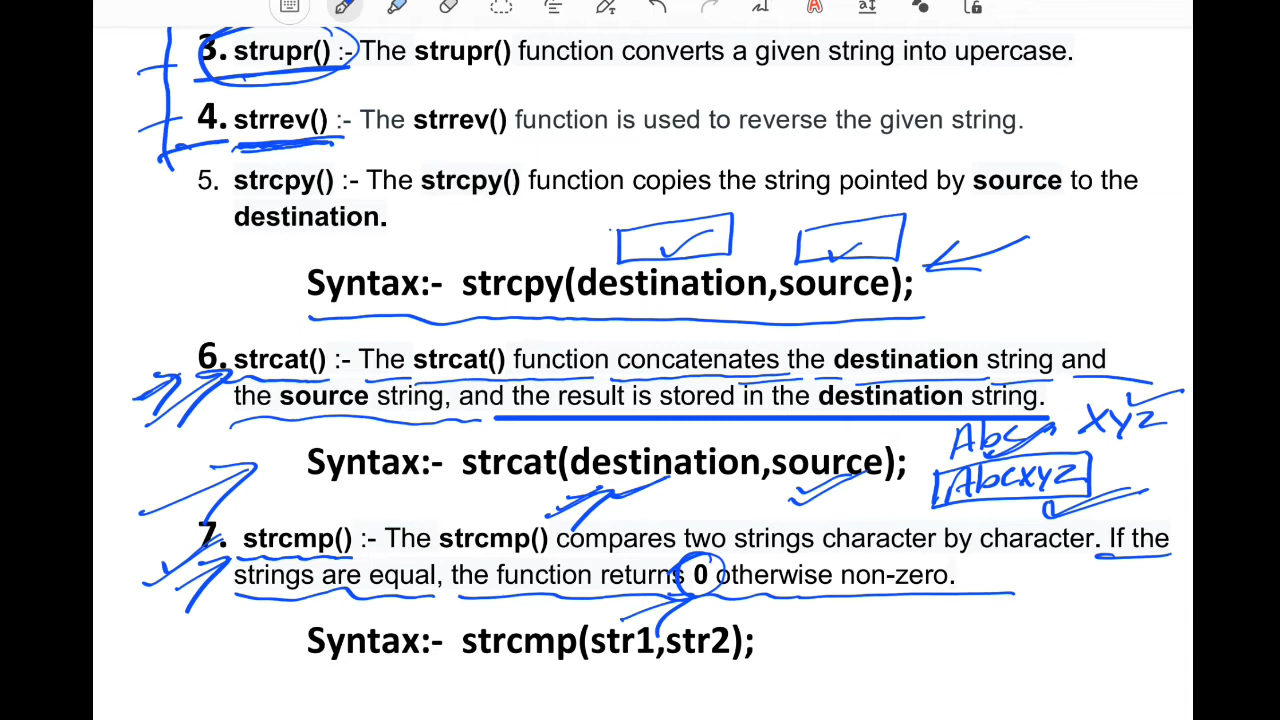 3. strupr() :- The strupr() function converts a given string into upercase.
4. strrev() :- The strrev() function is used to reverse the given string.
5. strcpy() :- The strcpy() function copies the string pointed by source to the
destination.
Syntax:- strcpy(destination,source);
6. strcat() :- The strcat() function concatenates the destination string and
the source string, and the result is stored in the destination string.
Abc xyz
Syntax:- strcat(destination,source);
Abcxyz
7. strcmp() :- The strcmp() compares two strings character by character. If the
strings are equal, the function returns 0 otherwise non-zero.
Syntax:- strcmp(str1,str2);